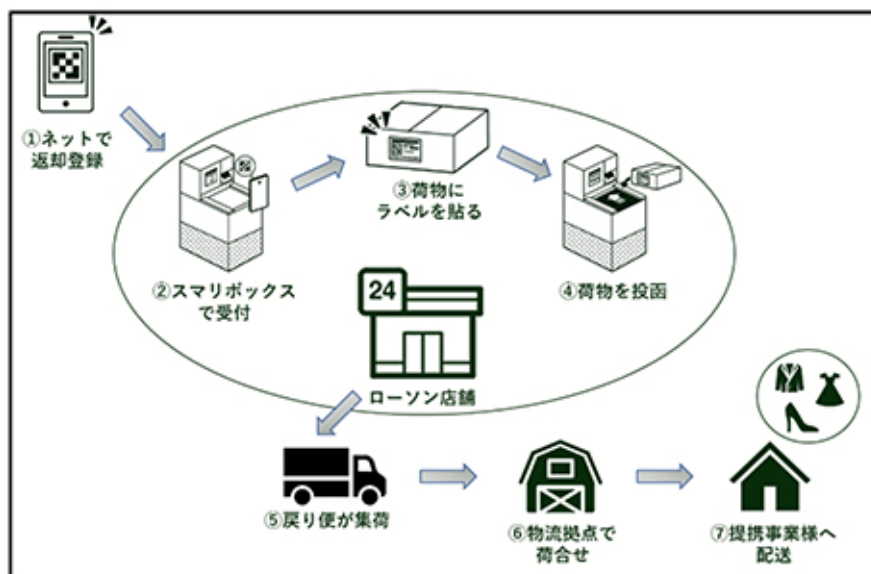 ①ネットで
返却登録
②スマリボックス
で受付
③荷物に
ラベルを貼る
④荷物を投函
24
ローソン店舗
⑤戻り便が集荷
⑥物流拠点で
荷合せ
⑦提携事業様へ
配送